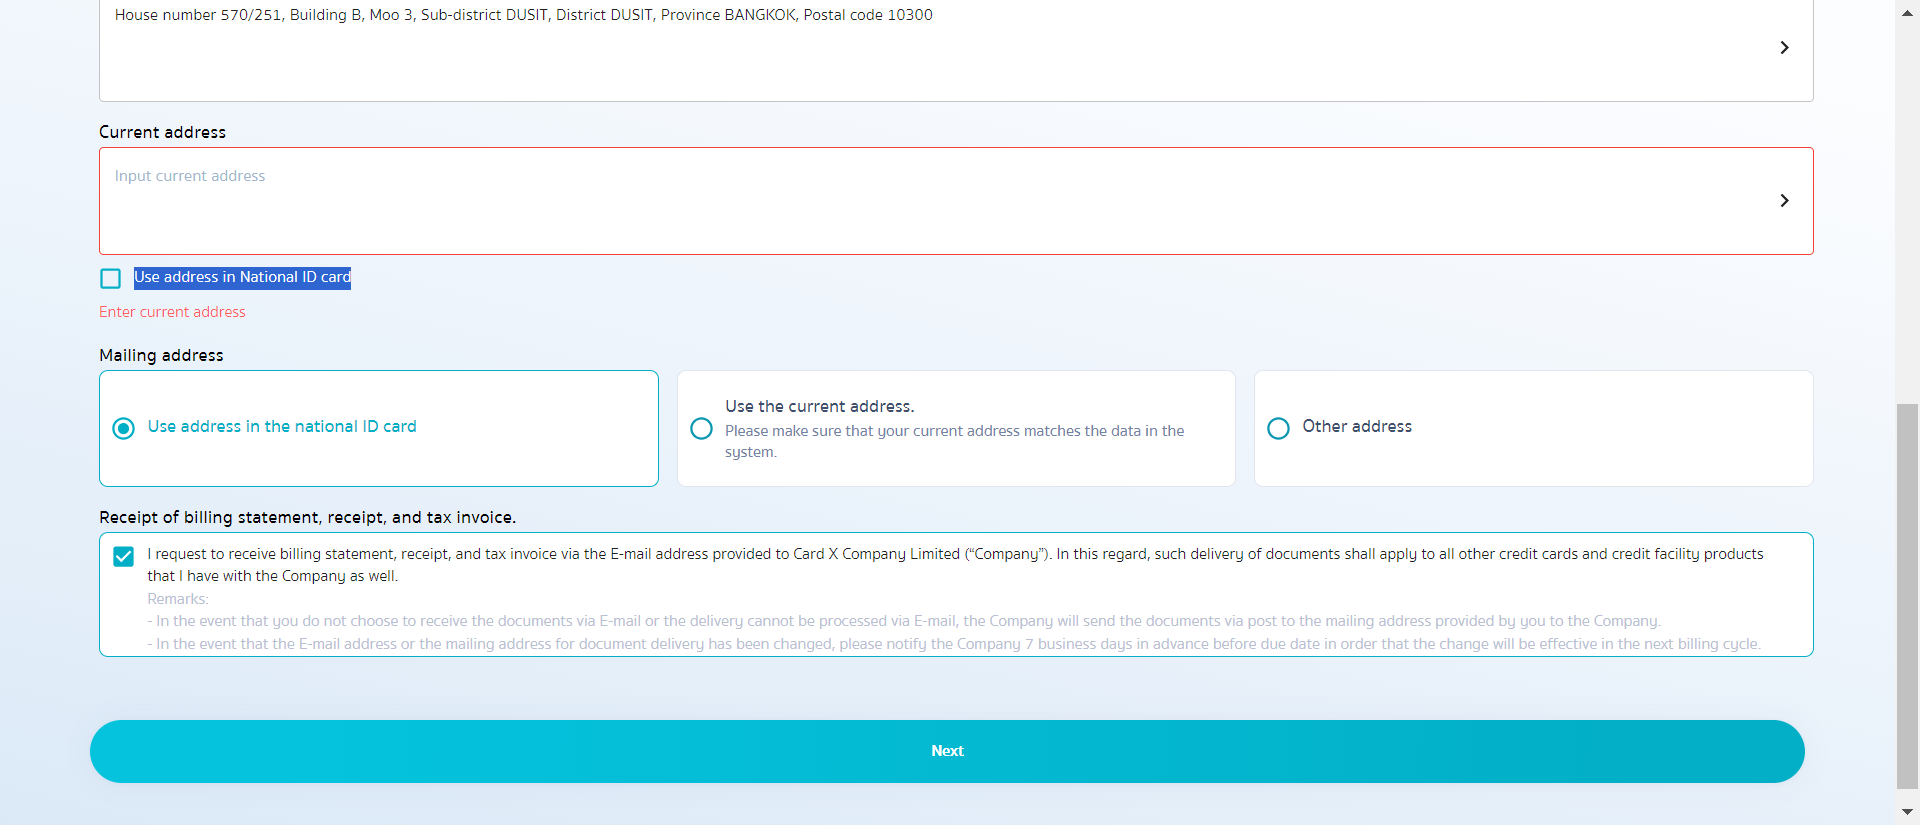 House number 570/251, Building B, Moo 3, Sub-district DUSIT, District DUSIT, Province BANGKOK, Postal code 10300
Current address
Input current address
Use address in National ID card
Enter current address
Mailing address
Use address in the national ID card
Use the current address.
Please make sure that your current address matches the data in the
system.
Other address
Receipt of billing statement, receipt, and tax invoice.
I request to receive billing statement, receipt, and tax invoice via the E-mail address provided to Card X Company Limited (“Company”). In this regard, such delivery of documents shall apply to all other credit cards and credit facility products
that I have with the Company as well.
Remarks:
- In the event that you do not choose to receive the documents via E-mail or the delivery cannot be processed via E-mail, the Company will send the documents via post to the mailing address provided by you to the Company.
- In the event that the E-mail address or the mailing address for document delivery has been changed, please notify the Company 7 business days in advance before due date in order that the change will be effective in the next billing cycle.
Next